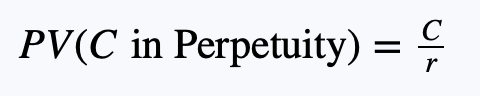 PV(C in Perpetuity) = C/r